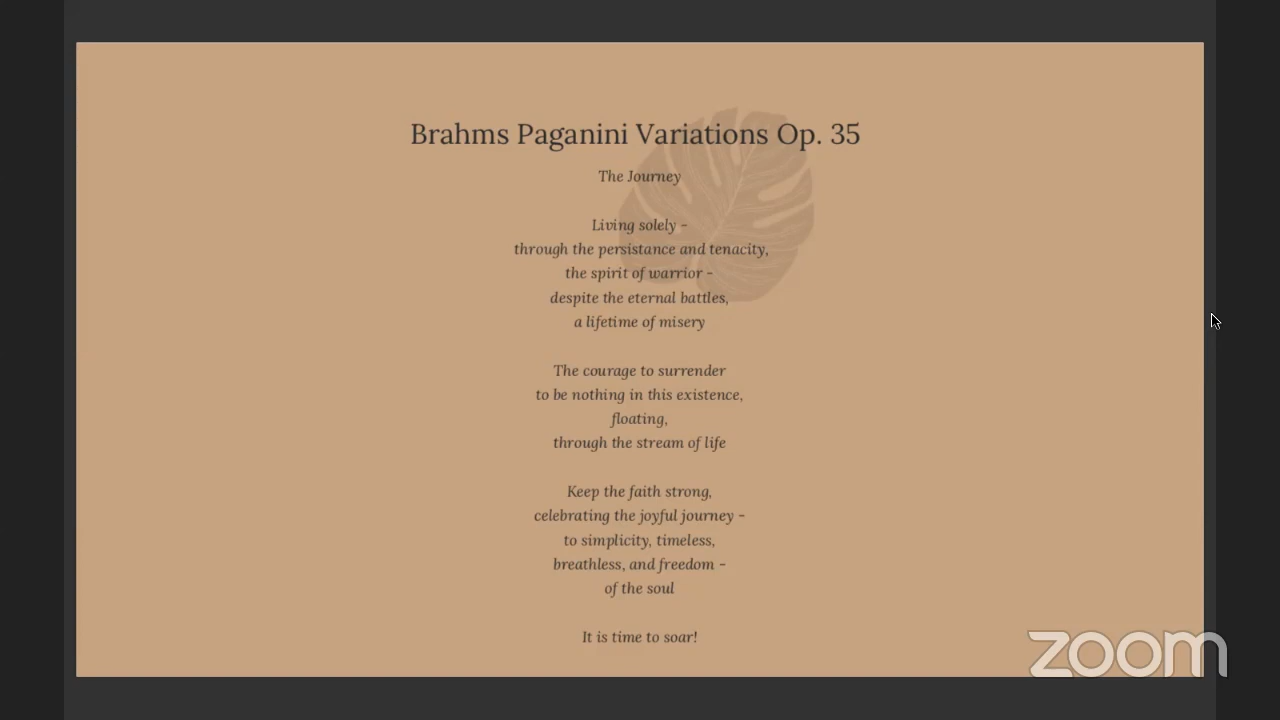 Brahms Paganini Variations Op. 35
The Journey
Living solely -
through the persistance and tenacity,
the spirit of warrior -
despite the eternal battles,
a lifetime of misery
The courage to surrender
to be nothing in this existence,
floating,
through the stream of life
Keep the faith strong,
celebrating the joyful journey -
to simplicity, timeless,
breathless, and freedom -
of the soul
It is time to soar!
zoom